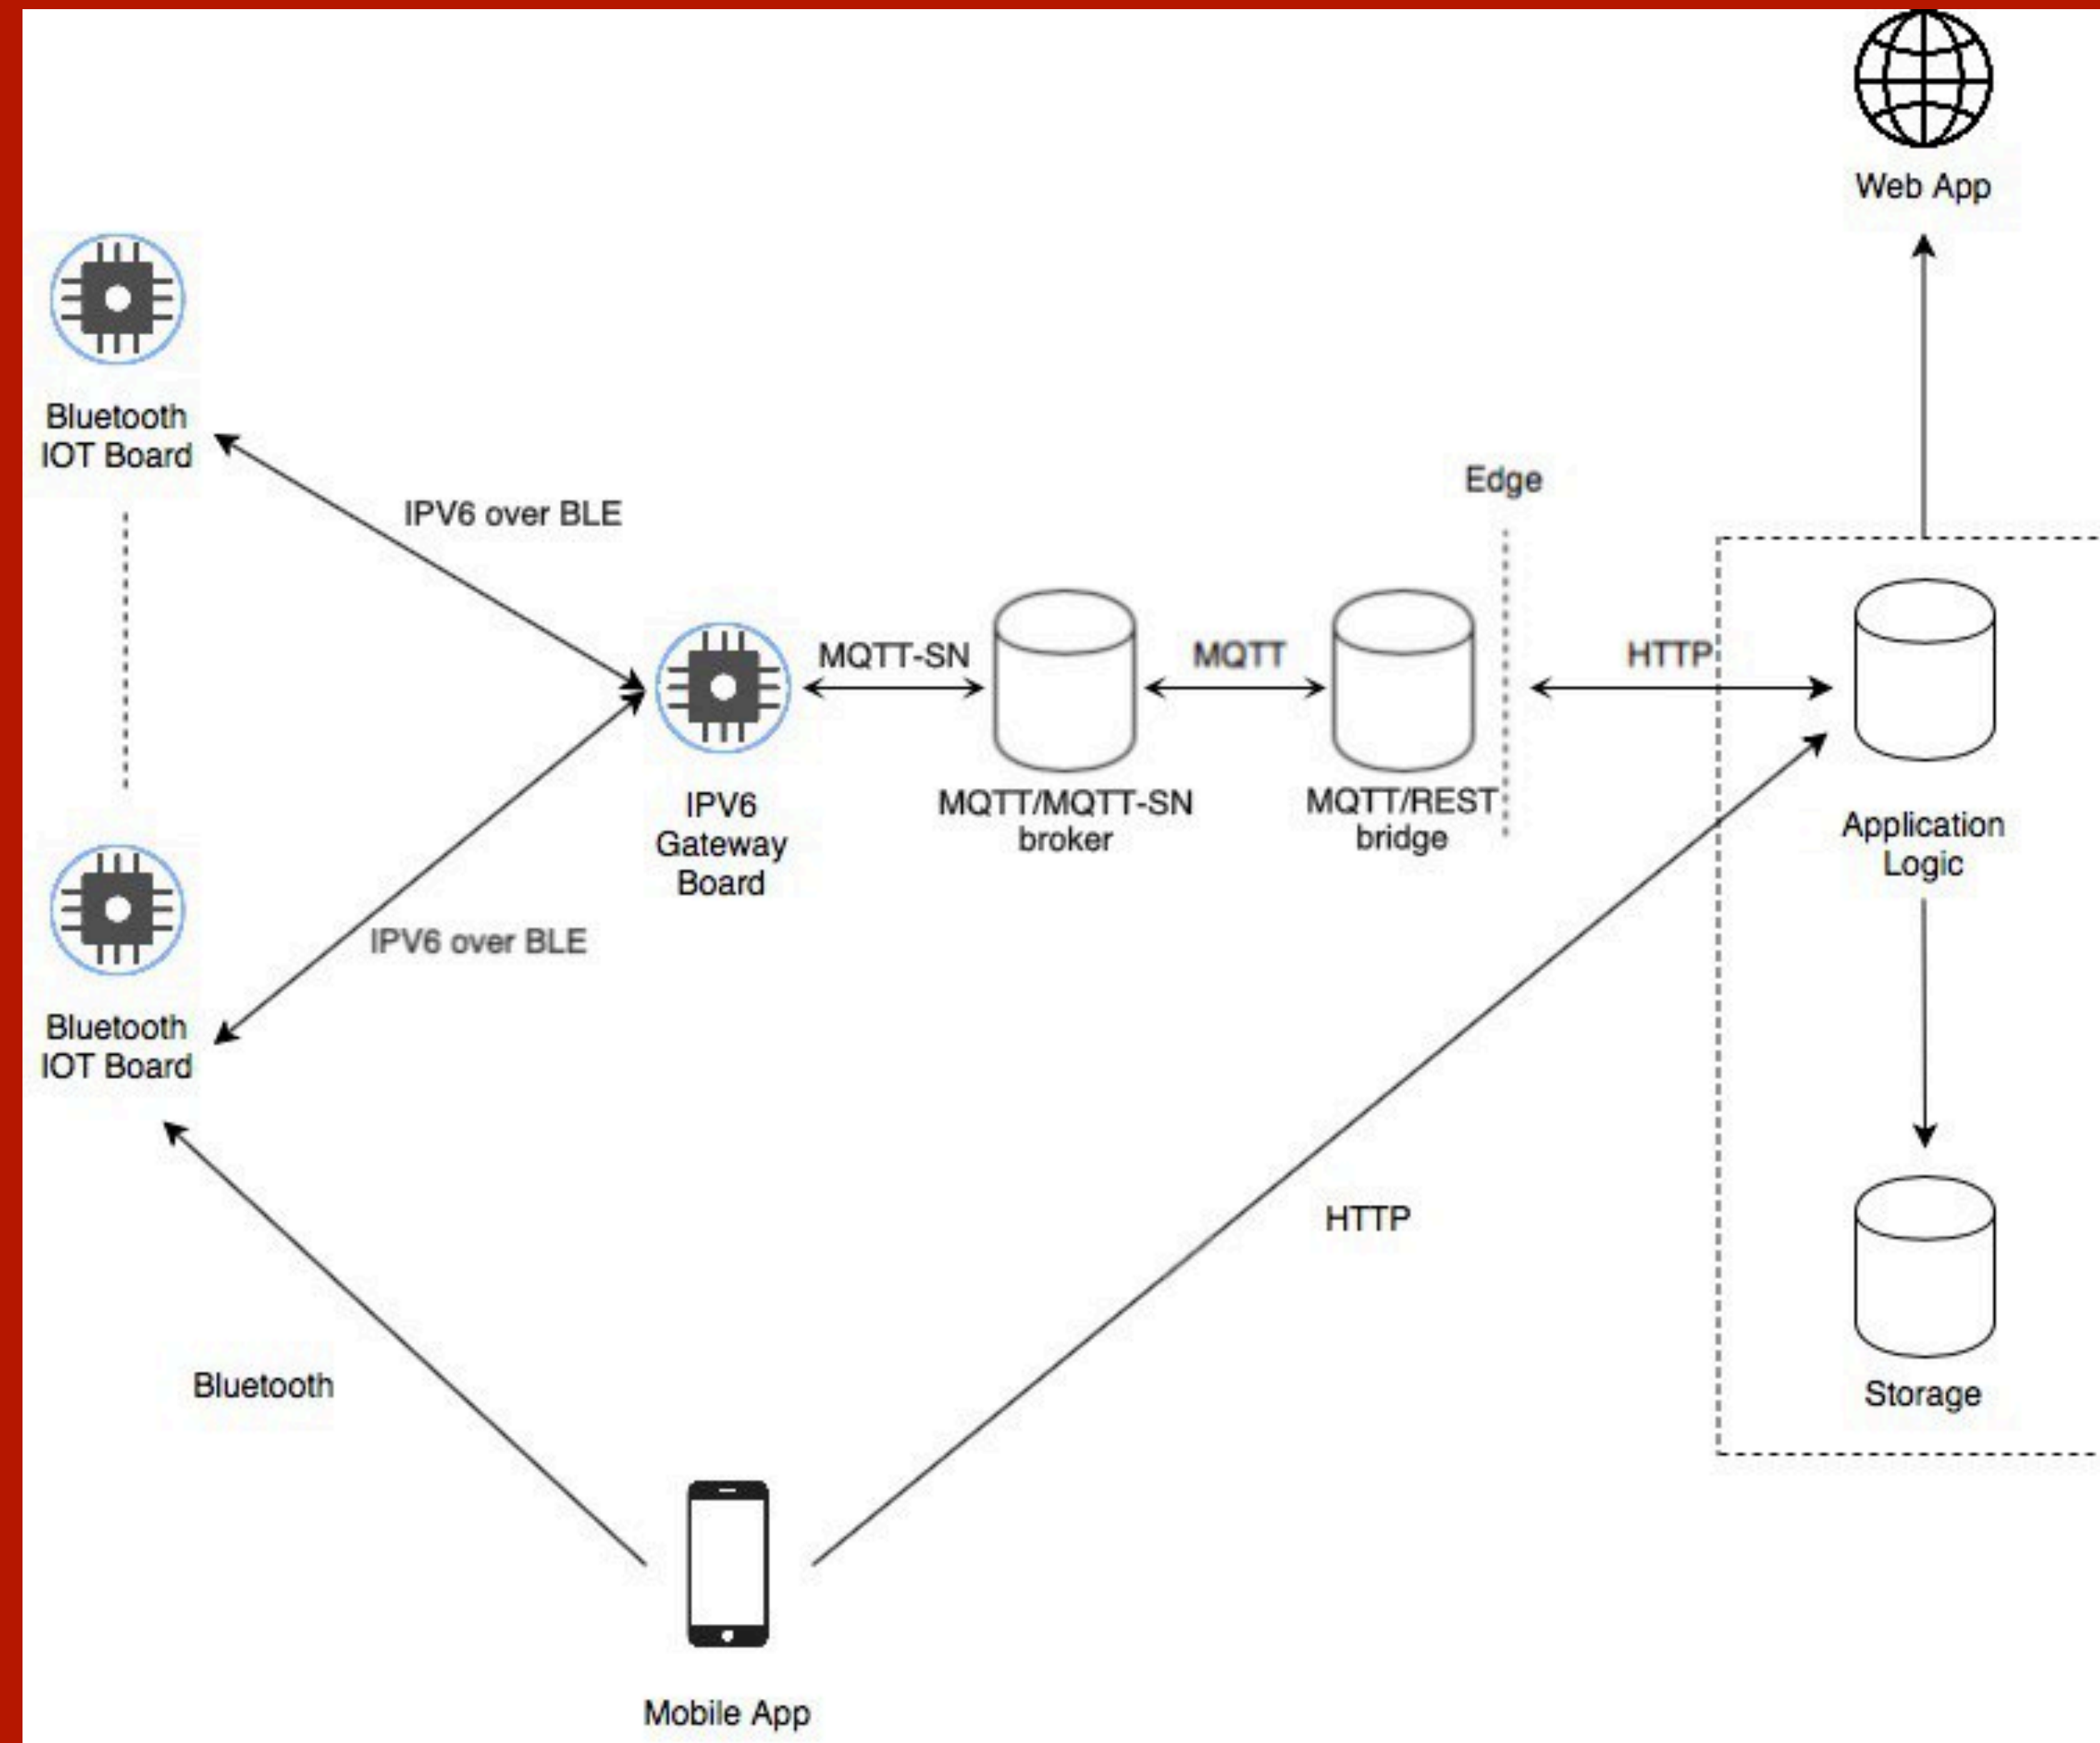 Web App
Bluetooth
IOT Board
IPV6 over BLE
Edge
MQTT-SN
MQTT
HTTP
IPV6
Gateway
Board
MQTT/MQTT-SN
broker
MQTT/REST
bridge
Application
Logic
IPV6 over BLE
Bluetooth
IOT Board
HTTP
Bluetooth
Storage
Mobile App